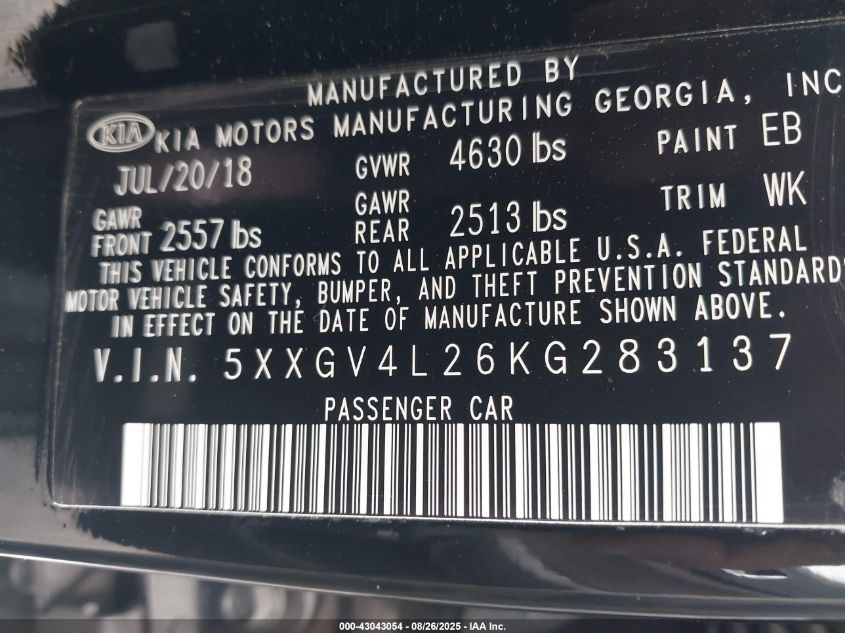 MANUFACTURED BY
KIA KIA MOTORS MANUFACTURING GEORGIA, INC
JUL/20/18 GVWR 4630 lbs PAINT EB
GAWR FRONT 2557 lbs GAWR REAR 2513 lbs TRIM WK
THIS VEHICLE CONFORMS TO ALL APPLICABLE U.S.A. FEDERAL
MOTOR VEHICLE SAFETY, BUMPER, AND THEFT PREVENTION STANDARD
IN EFFECT ON THE DATE OF MANUFACTURE SHOWN ABOVE.
V.I.N. 5XXGV4L26KG283137
PASSENGER CAR
000-43043054 - 08/26/2025 - IAA Inc.